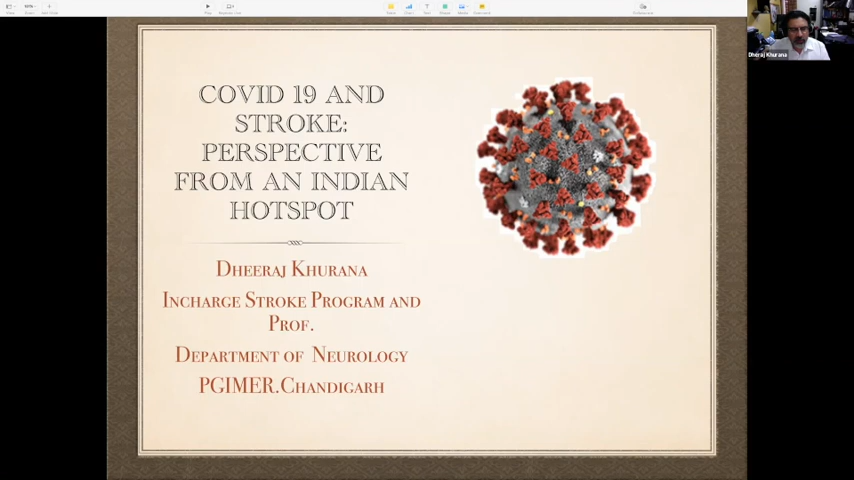 COVID 19 AND
STROKE:
PERSPECTIVE
FROM AN INDIAN
HOTSPOT
Dheeraj Khurana
Incharge Stroke Program and
Prof.
Department of Neurology
PGIMER.Chandigarh
Dheraj Khurana